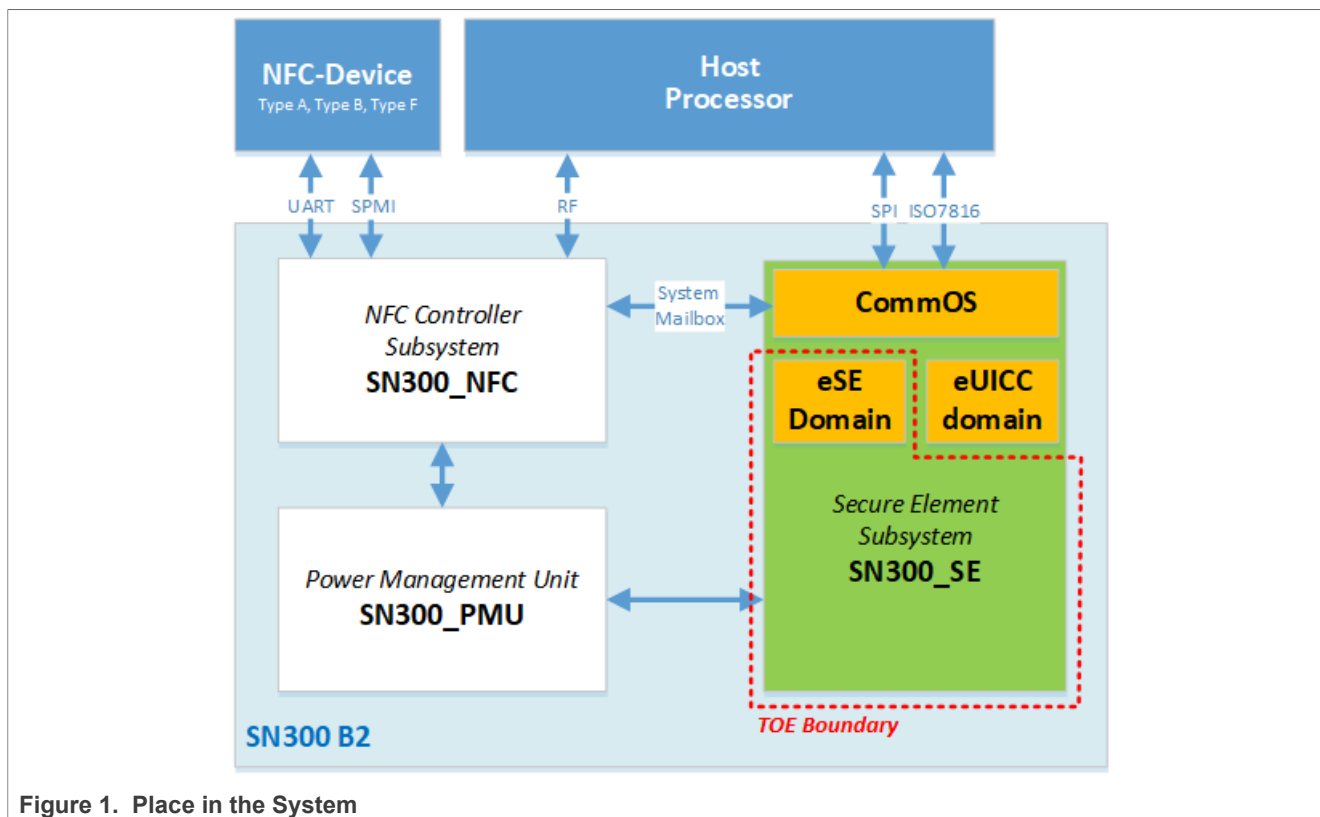 NFC-Device
Type A, Type B, Type F
Host
Processor
UART
SPMI
RF
SPI
ISO7816
NFC Controller
Subsystem
SN300_NFC
System
Mailbox
CommOS
eSE
Domain
eUICC
domain
Power Management Unit
SN300_PMU
Secure Element
Subsystem
SN300_SE
TOE Boundary
SN300 B2
Figure 1. Place in the System